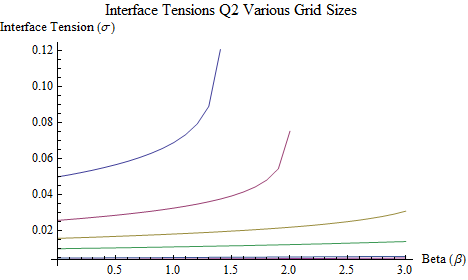 Interface Tensions Q2 Various Grid Sizes
Interface Tension (σ)
0.12
0.10
0.08
0.06
0.04
0.02
0.5 1.0 1.5 2.0 2.5 3.0
Beta (β)